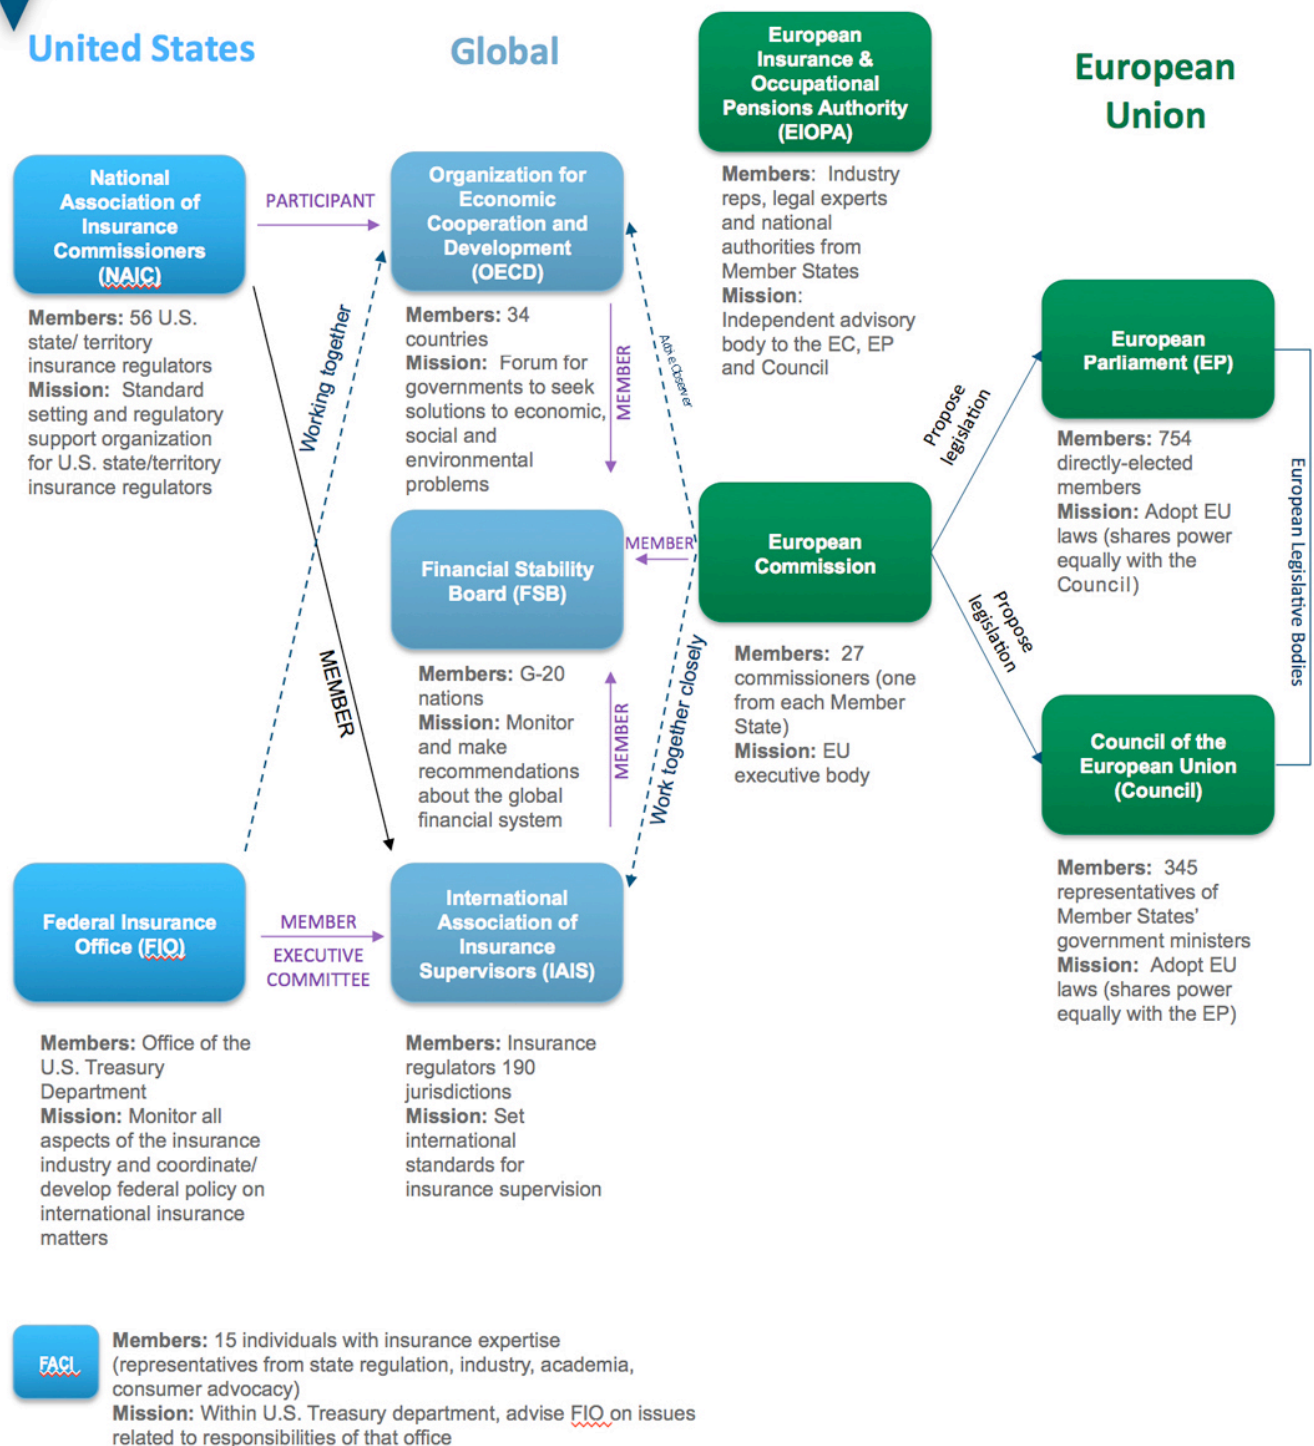 United States
Global
European
Union
European
Insurance &
Occupational
Pensions Authority
(EIOPA)
Members: Industry
reps, legal experts
and national
authorities from
Member States
Mission:
Independent advisory
body to the EC, EP
and Council
National
Association of
Insurance
Commissioners
(NAIC)
Members: 56 U.S.
state/ territory
insurance regulators
Mission: Standard
setting and regulatory
support organization
for U.S. state/territory
insurance regulators
PARTICIPANT
Organization for
Economic
Cooperation and
Development
(OECD)
Members: 34
countries
Mission: Forum for
governments to seek
solutions to economic,
social and
environmental
problems
MEMBER
Working together
Observer
MEMBER
Financial Stability
Board (FSB)
Members: G-20
nations
Mission: Monitor
and make
recommendations
about the global
financial system
MEMBER
MEMBER
Work together closely
European
Commission
Members: 27
commissioners (one
from each Member
State)
Mission: EU
executive body
Propose
legislation
Propose
legislation
European
Parliament (EP)
Members: 754
directly-elected
members
Mission: Adopt EU
laws (shares power
equally with the
Council)
European Legislative Bodies
Council of the
European Union
(Council)
Members: 345
representatives of
Member States'
government ministers
Mission: Adopt EU
laws (shares power
equally with the EP)
Federal Insurance
Office (FIO)
MEMBER
EXECUTIVE
COMMITTEE
International
Association of
Insurance
Supervisors (IAIS)
Members: Office of the
U.S. Treasury
Department
Mission: Monitor all
aspects of the insurance
industry and coordinate/
develop federal policy on
international insurance
matters
Members: Insurance
regulators 190
jurisdictions
Mission: Set
international
standards for
insurance supervision
FACI
Members: 15 individuals with insurance expertise
(representatives from state regulation, industry, academia,
consumer advocacy)
Mission: Within U.S. Treasury department, advise FIO on issues
related to responsibilities of that office